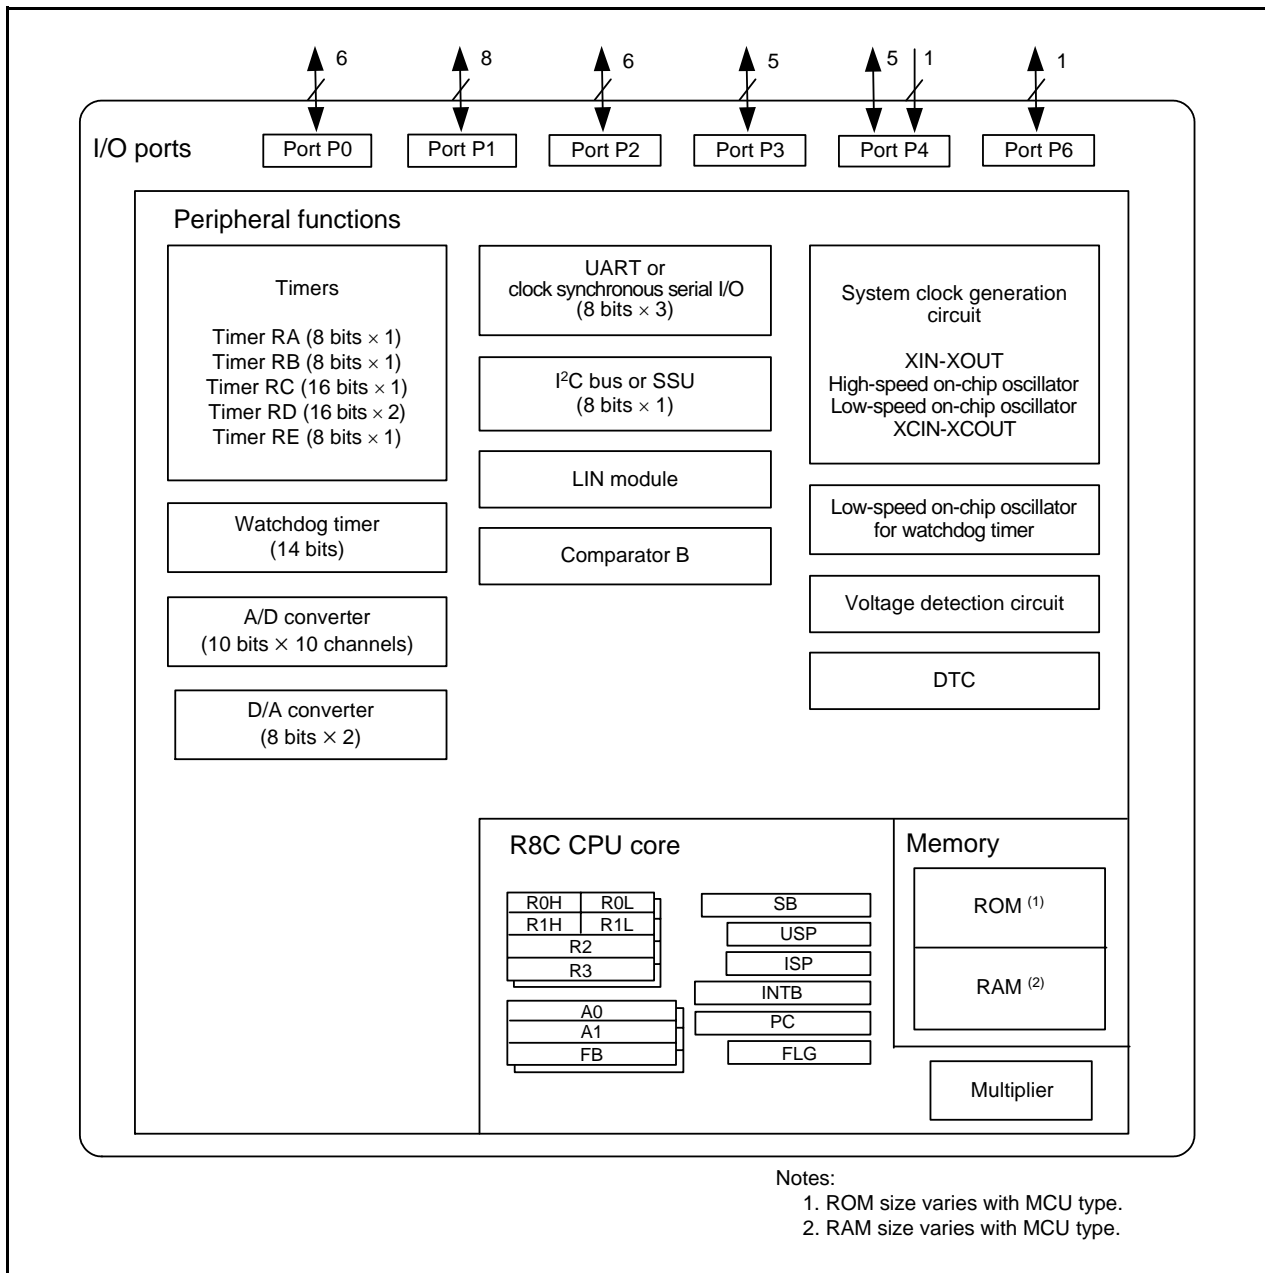 6
8
6
5
5
1
1
I/O ports
Port P0
Port P1
Port P2
Port P3
Port P4
Port P6
Peripheral functions
Timers
Timer RA (8 bits × 1)
Timer RB (8 bits × 1)
Timer RC (16 bits × 1)
Timer RD (16 bits × 2)
Timer RE (8 bits × 1)
Watchdog timer
(14 bits)
A/D converter
(10 bits × 10 channels)
D/A converter
(8 bits × 2)
UART or
clock synchronous serial I/O
(8 bits × 3)
I²C bus or SSU
(8 bits × 1)
LIN module
Comparator B
System clock generation
circuit
XIN-XOUT
High-speed on-chip oscillator
Low-speed on-chip oscillator
XCIN-XCOUT
Low-speed on-chip oscillator
for watchdog timer
Voltage detection circuit
DTC
R8C CPU core
R0H
R0L
R1H
R1L
R2
R3
A0
A1
FB
SB
USP
ISP
INTB
PC
FLG
Memory
ROM (1)
RAM (2)
Multiplier
Notes:
1. ROM size varies with MCU type.
2. RAM size varies with MCU type.